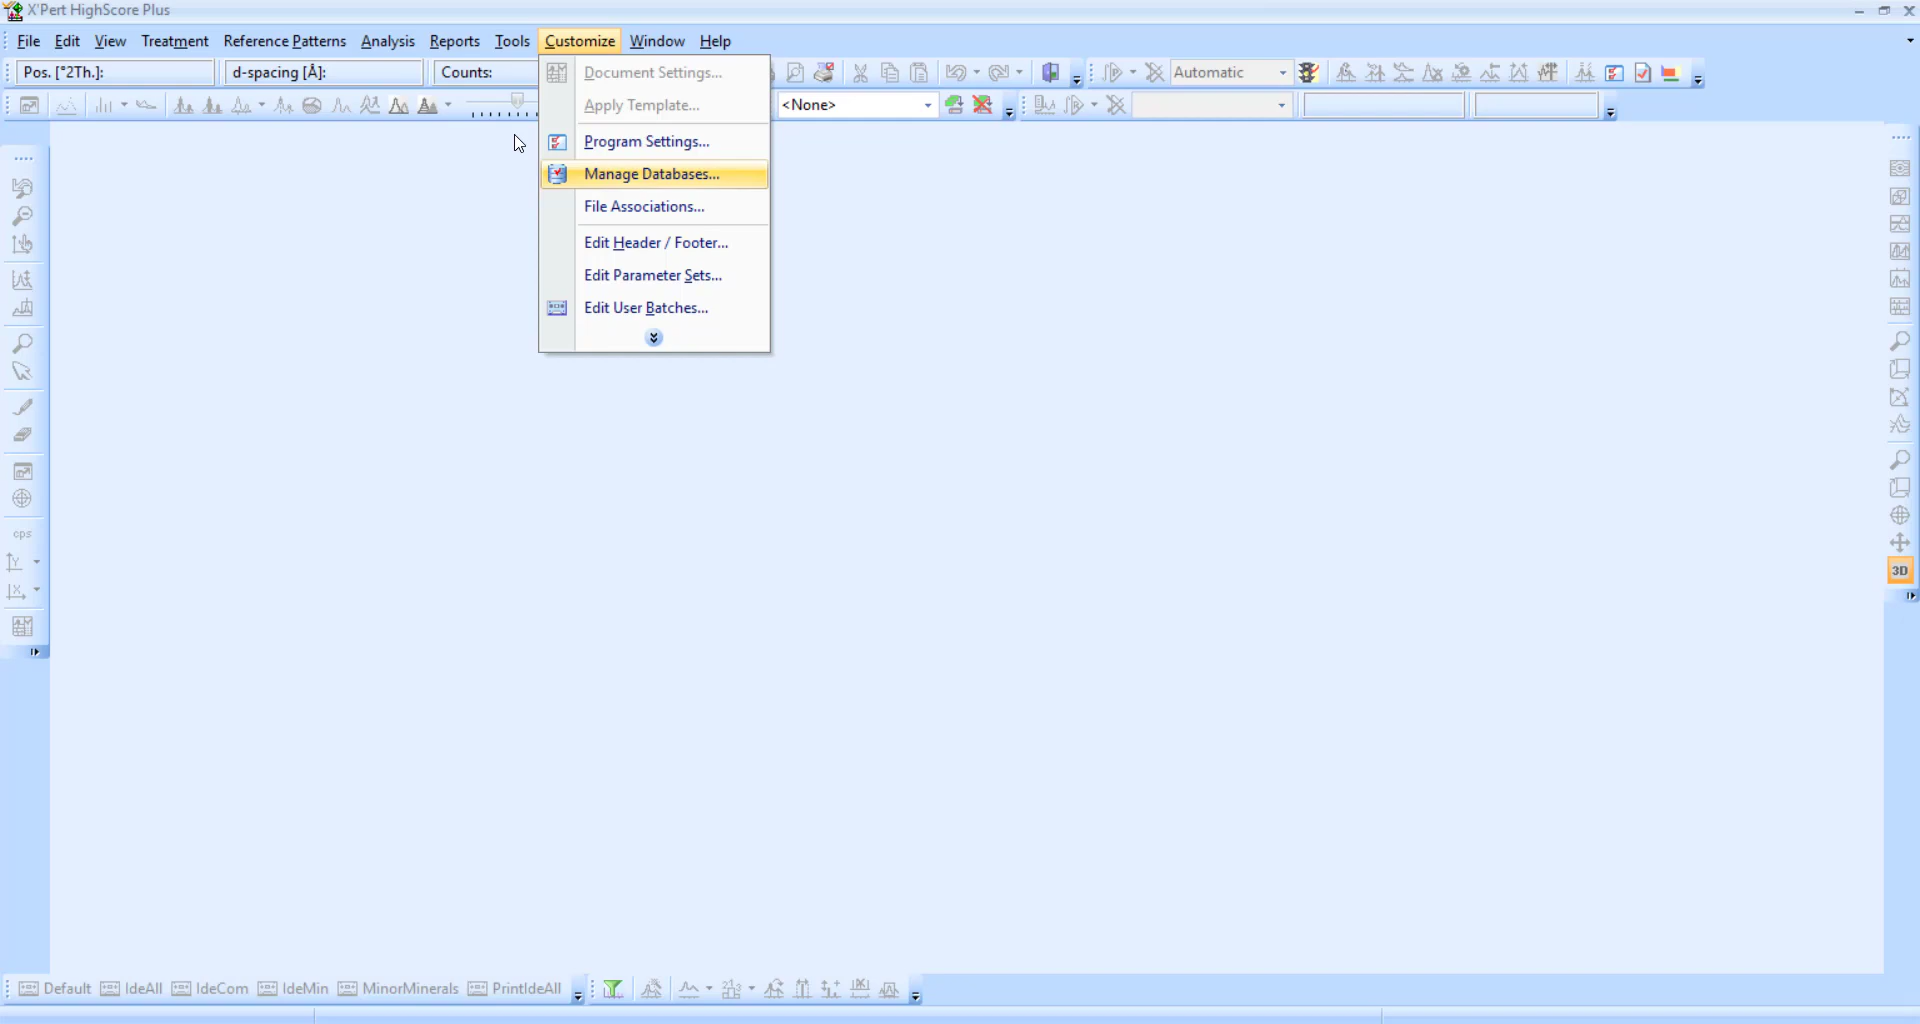 X'Pert HighScore Plus
File Edit View Treatment Reference Patterns Analysis Reports Tools Customize Window Help
Pos. [°2Th.]: d-spacing [Å]: Counts: Document Settings... Automatic
Apply Template... <None>
Program Settings...
Manage Databases...
File Associations...
Edit Header / Footer...
Edit Parameter Sets...
Edit User Batches...
cps
Y
X
3D
Default IdeAll IdeCom IdeMin MinorMinerals PrintIdeAll